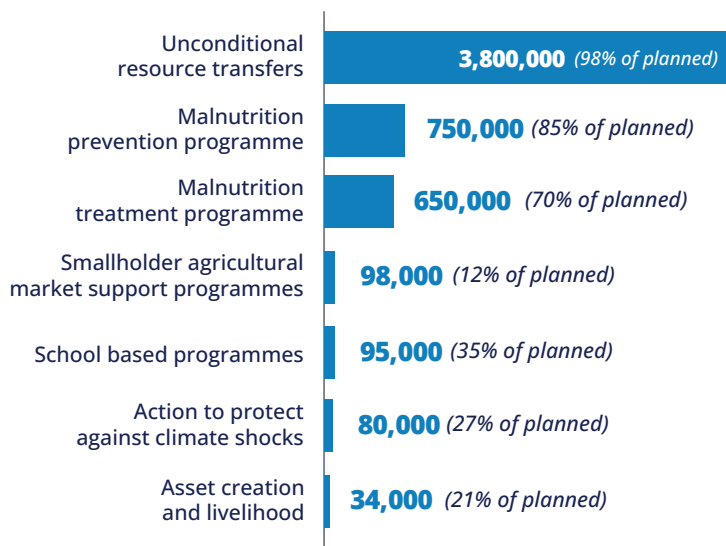 Unconditional
resource transfers
3,800,000 (98% of planned)
Malnutrition
prevention programme
750,000 (85% of planned)
Malnutrition
treatment programme
650,000 (70% of planned)
Smallholder agricultural
market support programmes
98,000 (12% of planned)
School based programmes
95,000 (35% of planned)
Action to protect
against climate shocks
80,000 (27% of planned)
Asset creation
and livelihood
34,000 (21% of planned)